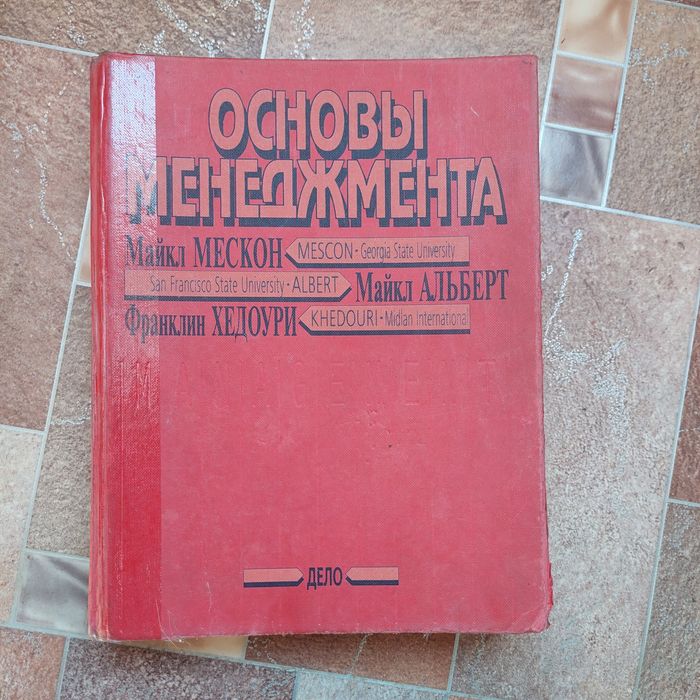 ОСНОВЫ
МЕНЕДЖМЕНТА
Майкл МЕСКОН MESCON • Georgia State University
San Francisco State University • ALBERT Майкл АЛЬБЕРТ
Франклин ХЕДОУРИ KHEDOURI • Midlan International
MANAGEMENT
ДЕЛО